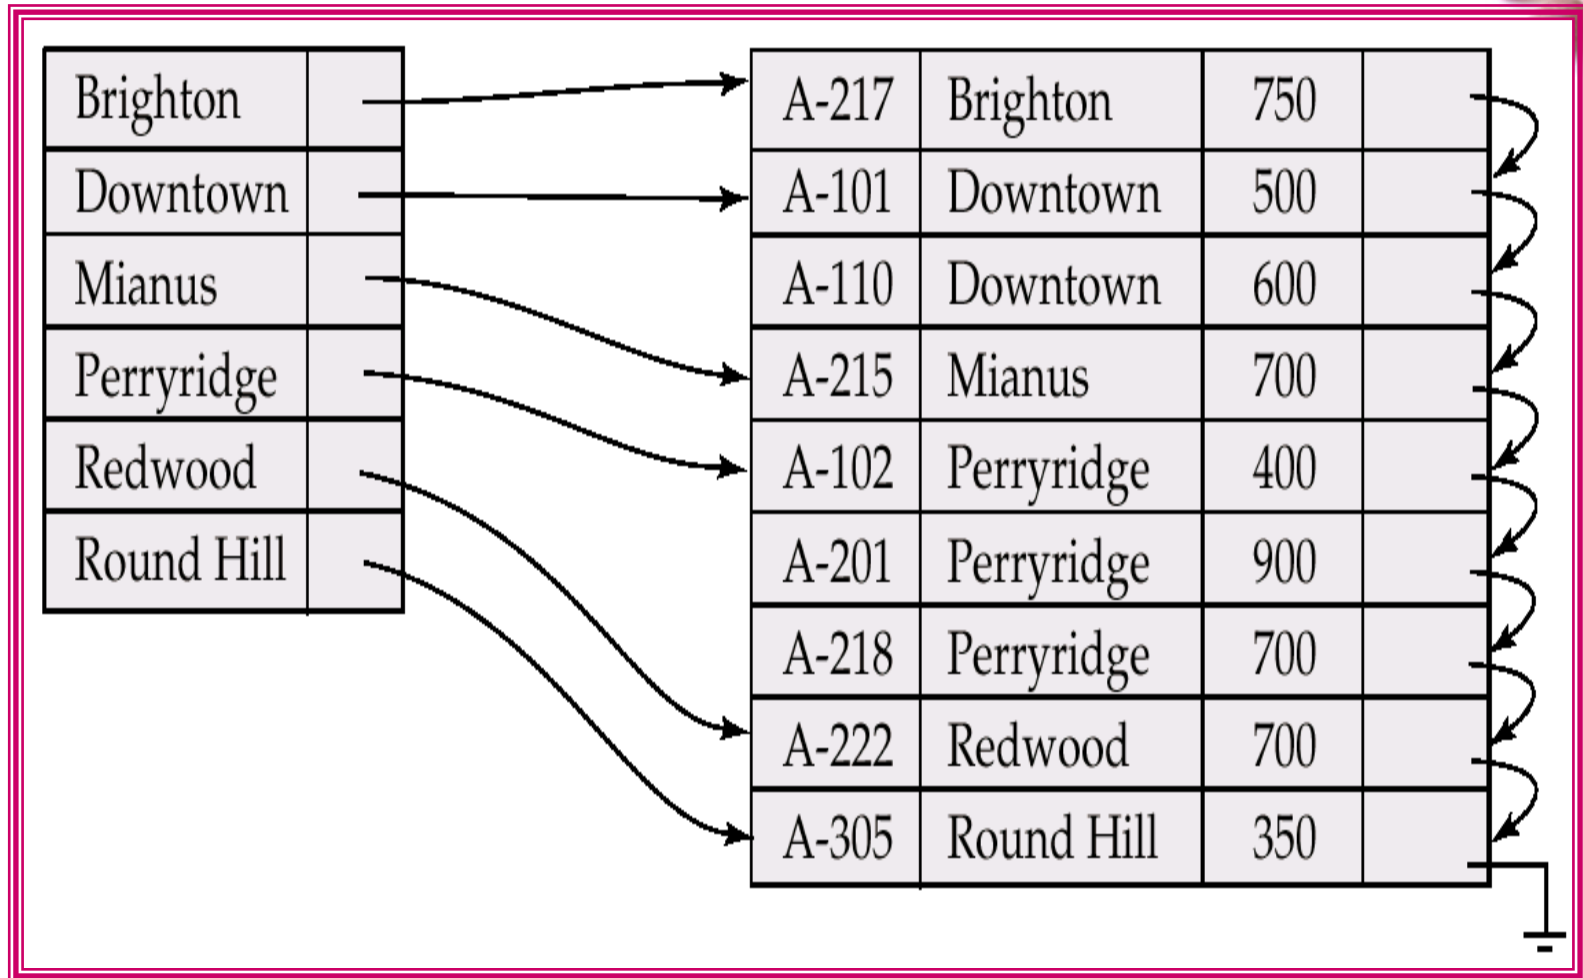 Brighton
Downtown
Mianus
Perryridge
Redwood
Round Hill
A-217 Brighton 750
A-101 Downtown 500
A-110 Downtown 600
A-215 Mianus 700
A-102 Perryridge 400
A-201 Perryridge 900
A-218 Perryridge 700
A-222 Redwood 700
A-305 Round Hill 350